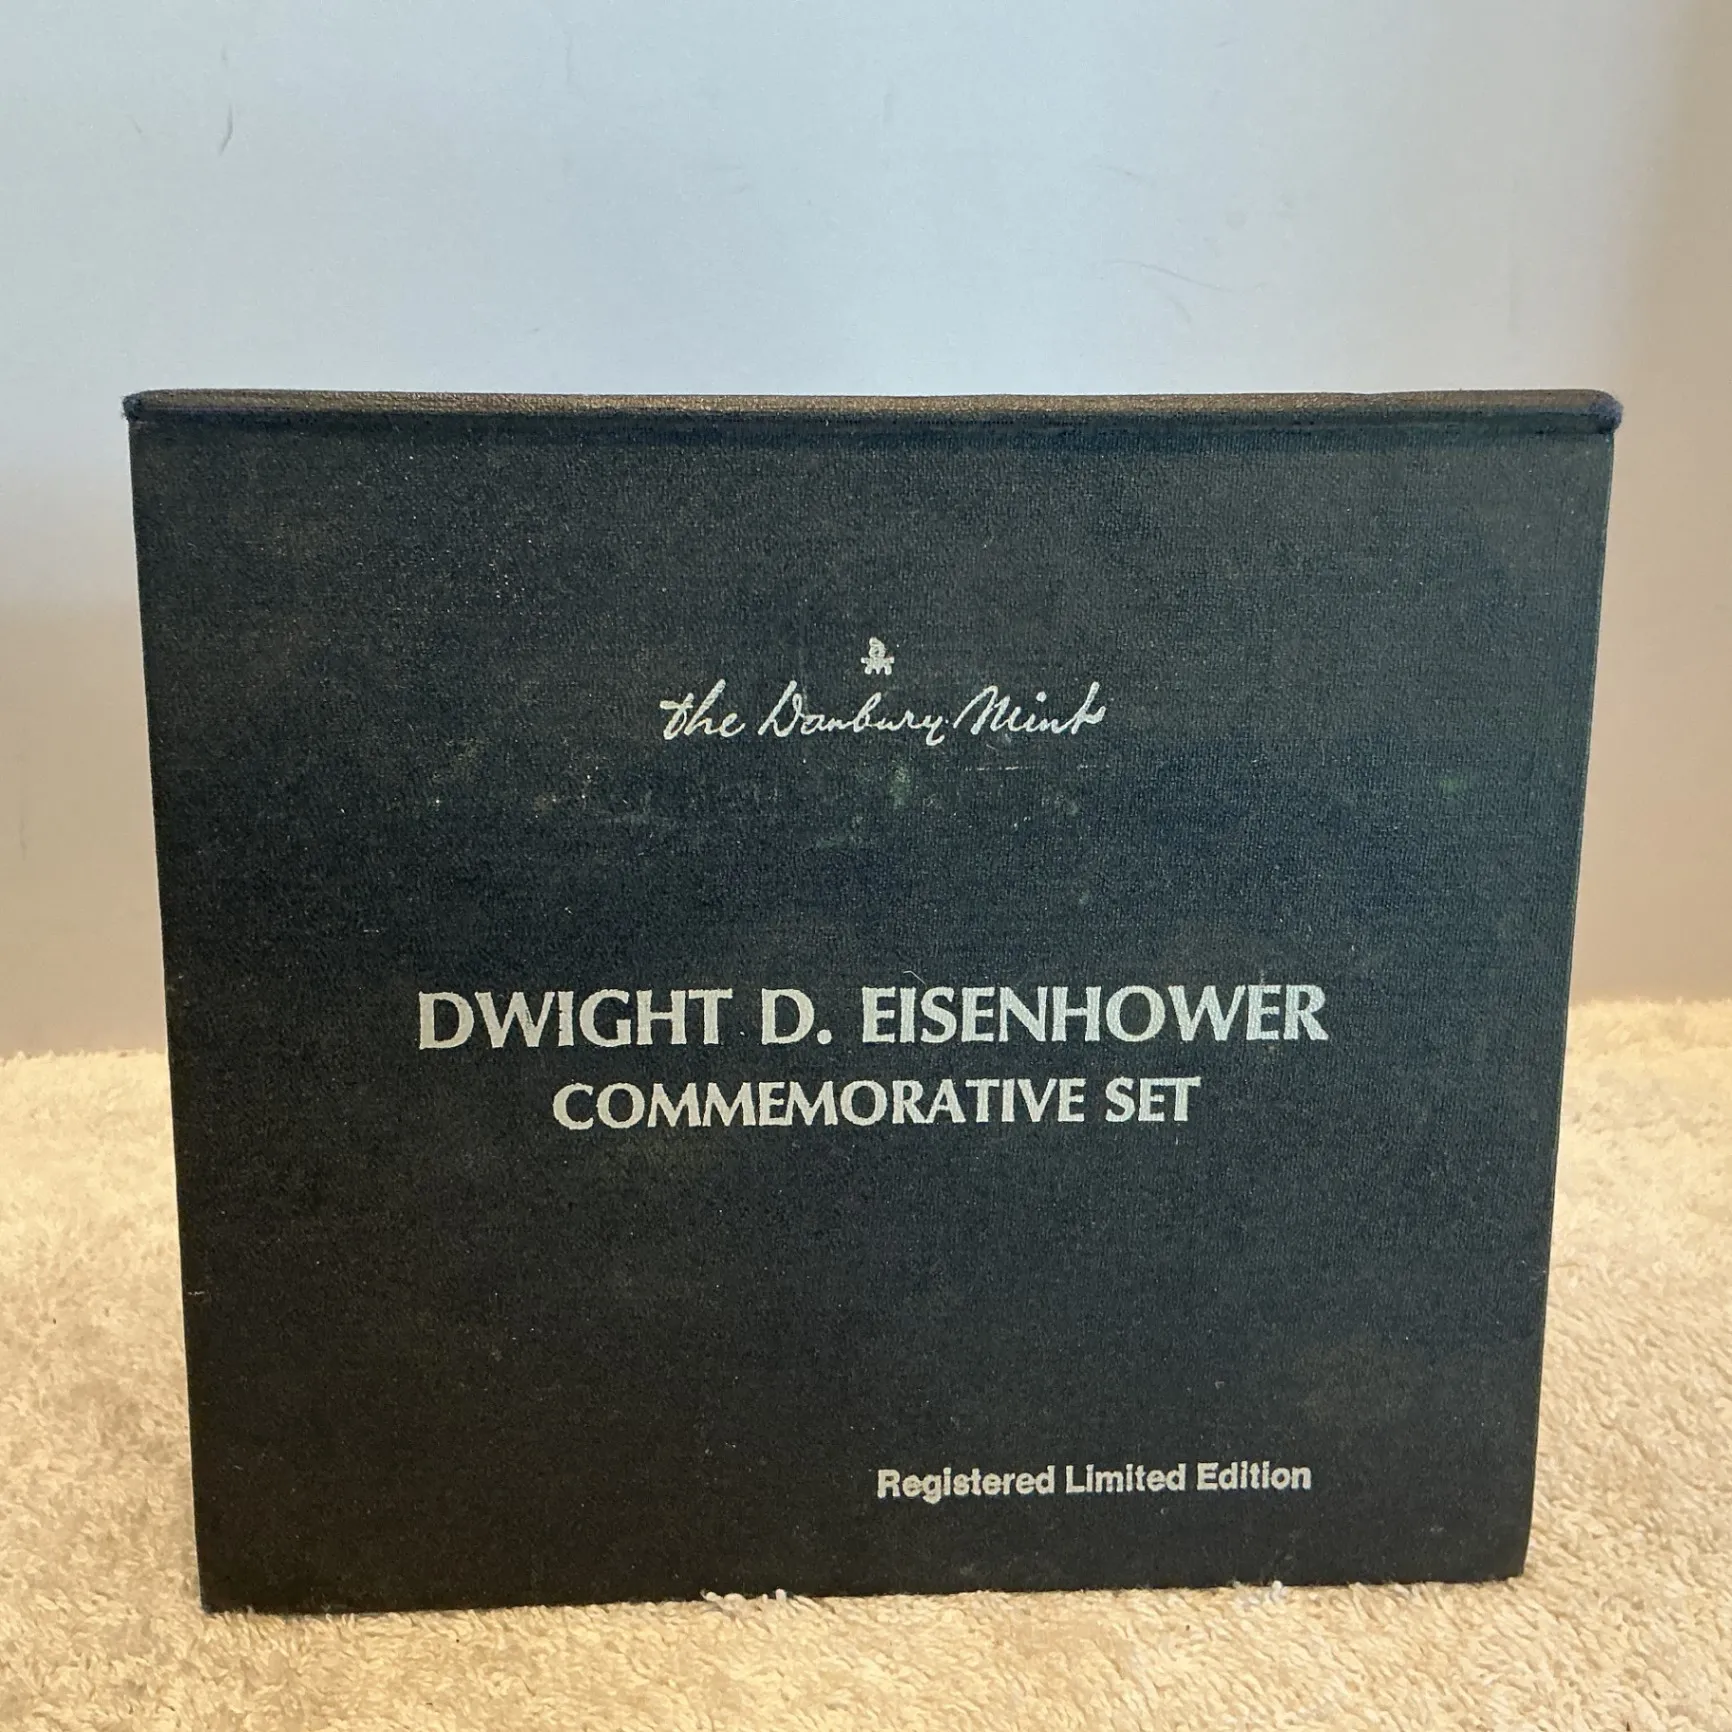 the Danbury Mint
DWIGHT D. EISENHOWER
COMMEMORATIVE SET
Registered Limited Edition